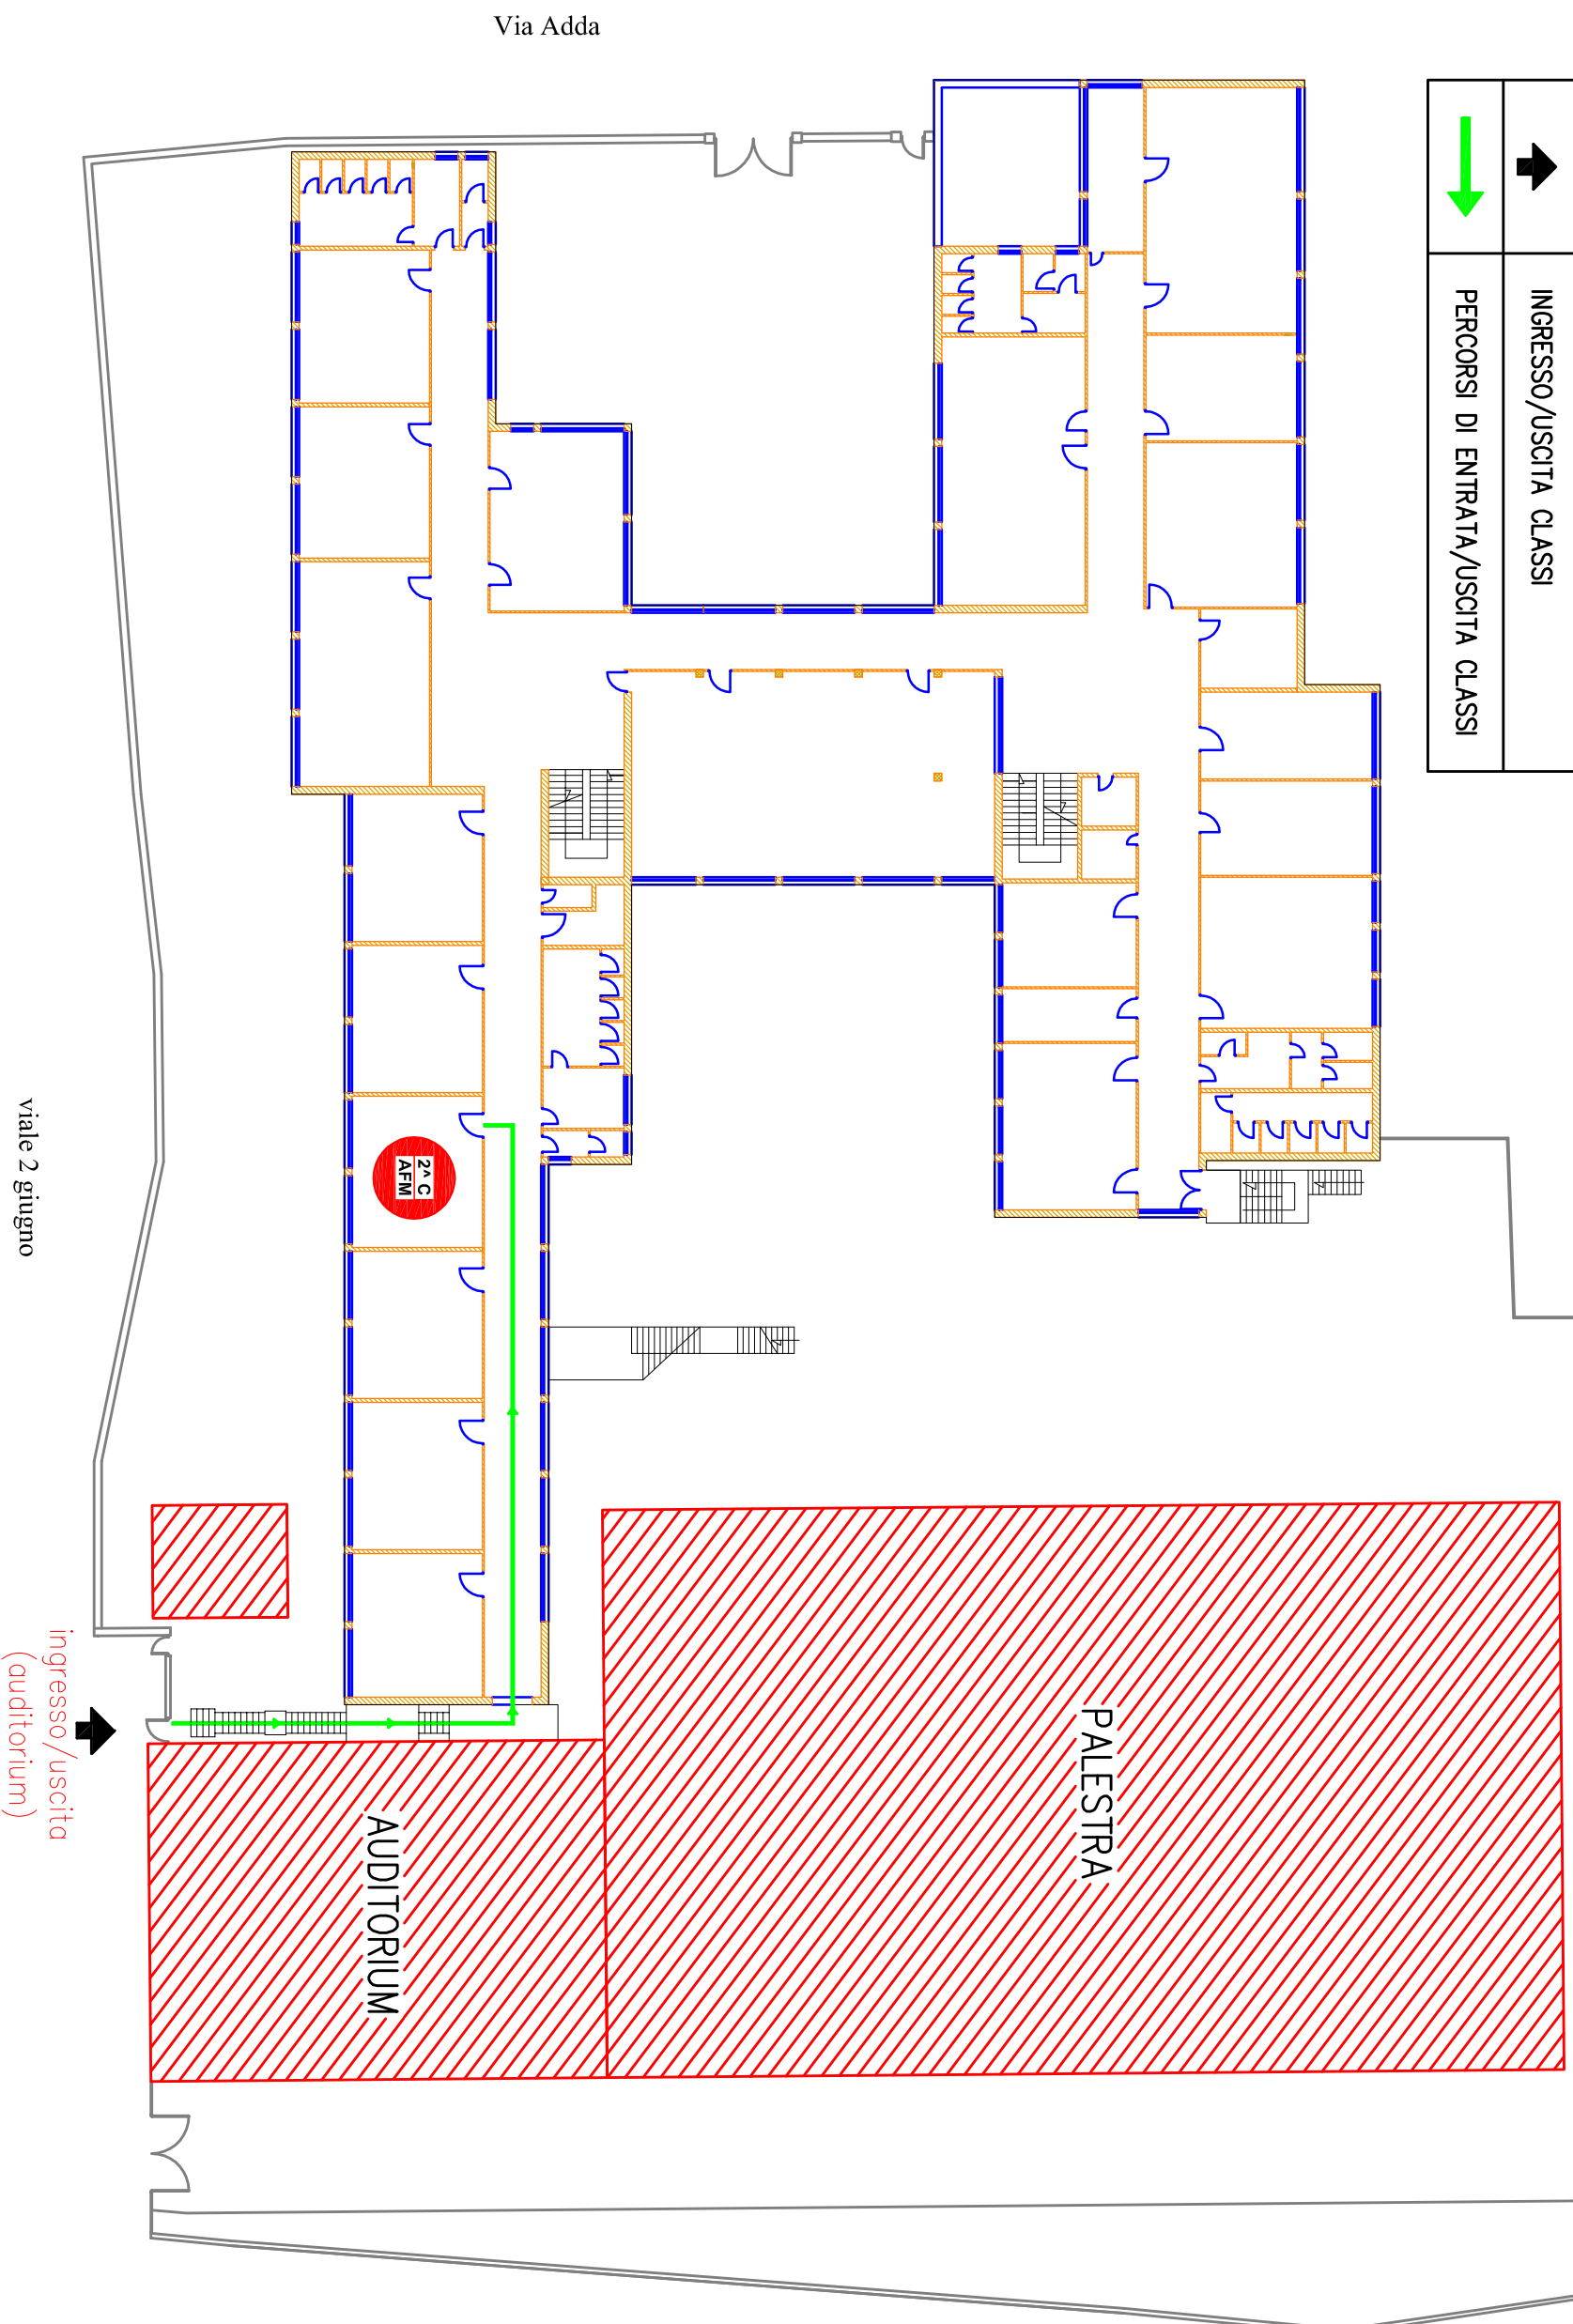 Via Adda
INGRESSO/USCITA CLASSI
PERCORSI DI ENTRATA/USCITA CLASSI
2^ C
AFM
viale 2 giugno
ingresso/uscita
(auditorium)
PALESTRA
AUDITORIUM